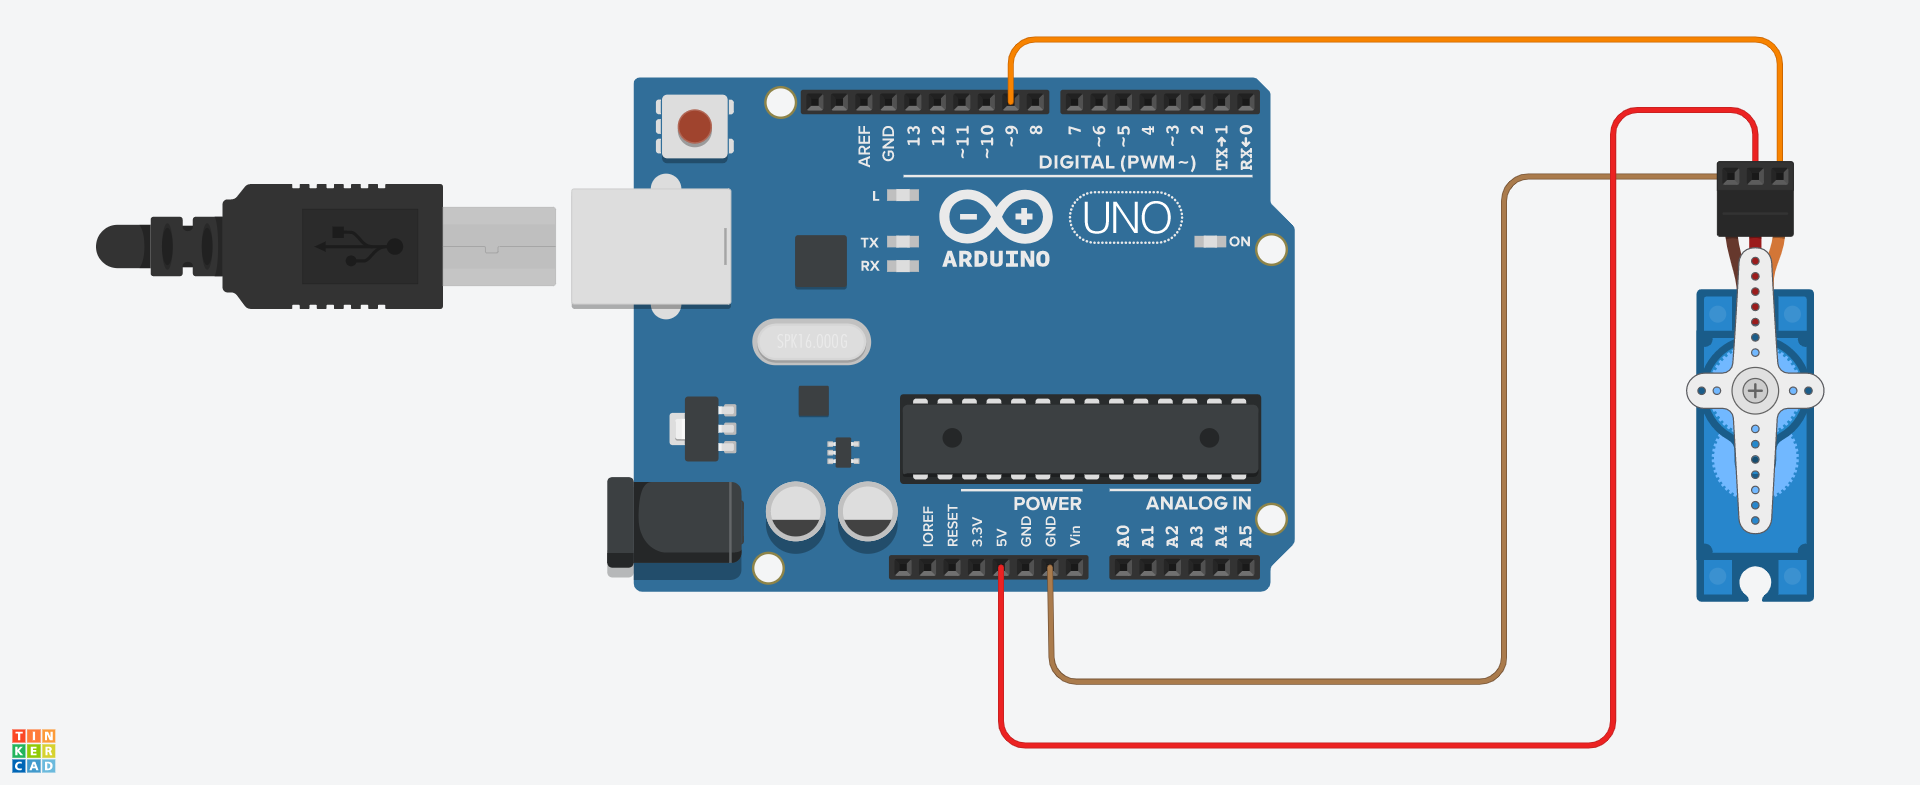 AREF
GND
13
12
~11
~10
~9
8
7
~6
~5
4
~3
2
TX→1
RX←0
DIGITAL (PWM~)
L
TX
RX
ARDUINO
UNO
ON
SPK16.000G
POWER
ANALOG IN
IOREF
RESET
3.3V
5V
GND
GND
Vin
A0
A1
A2
A3
A4
A5
TIN
KER
CAD